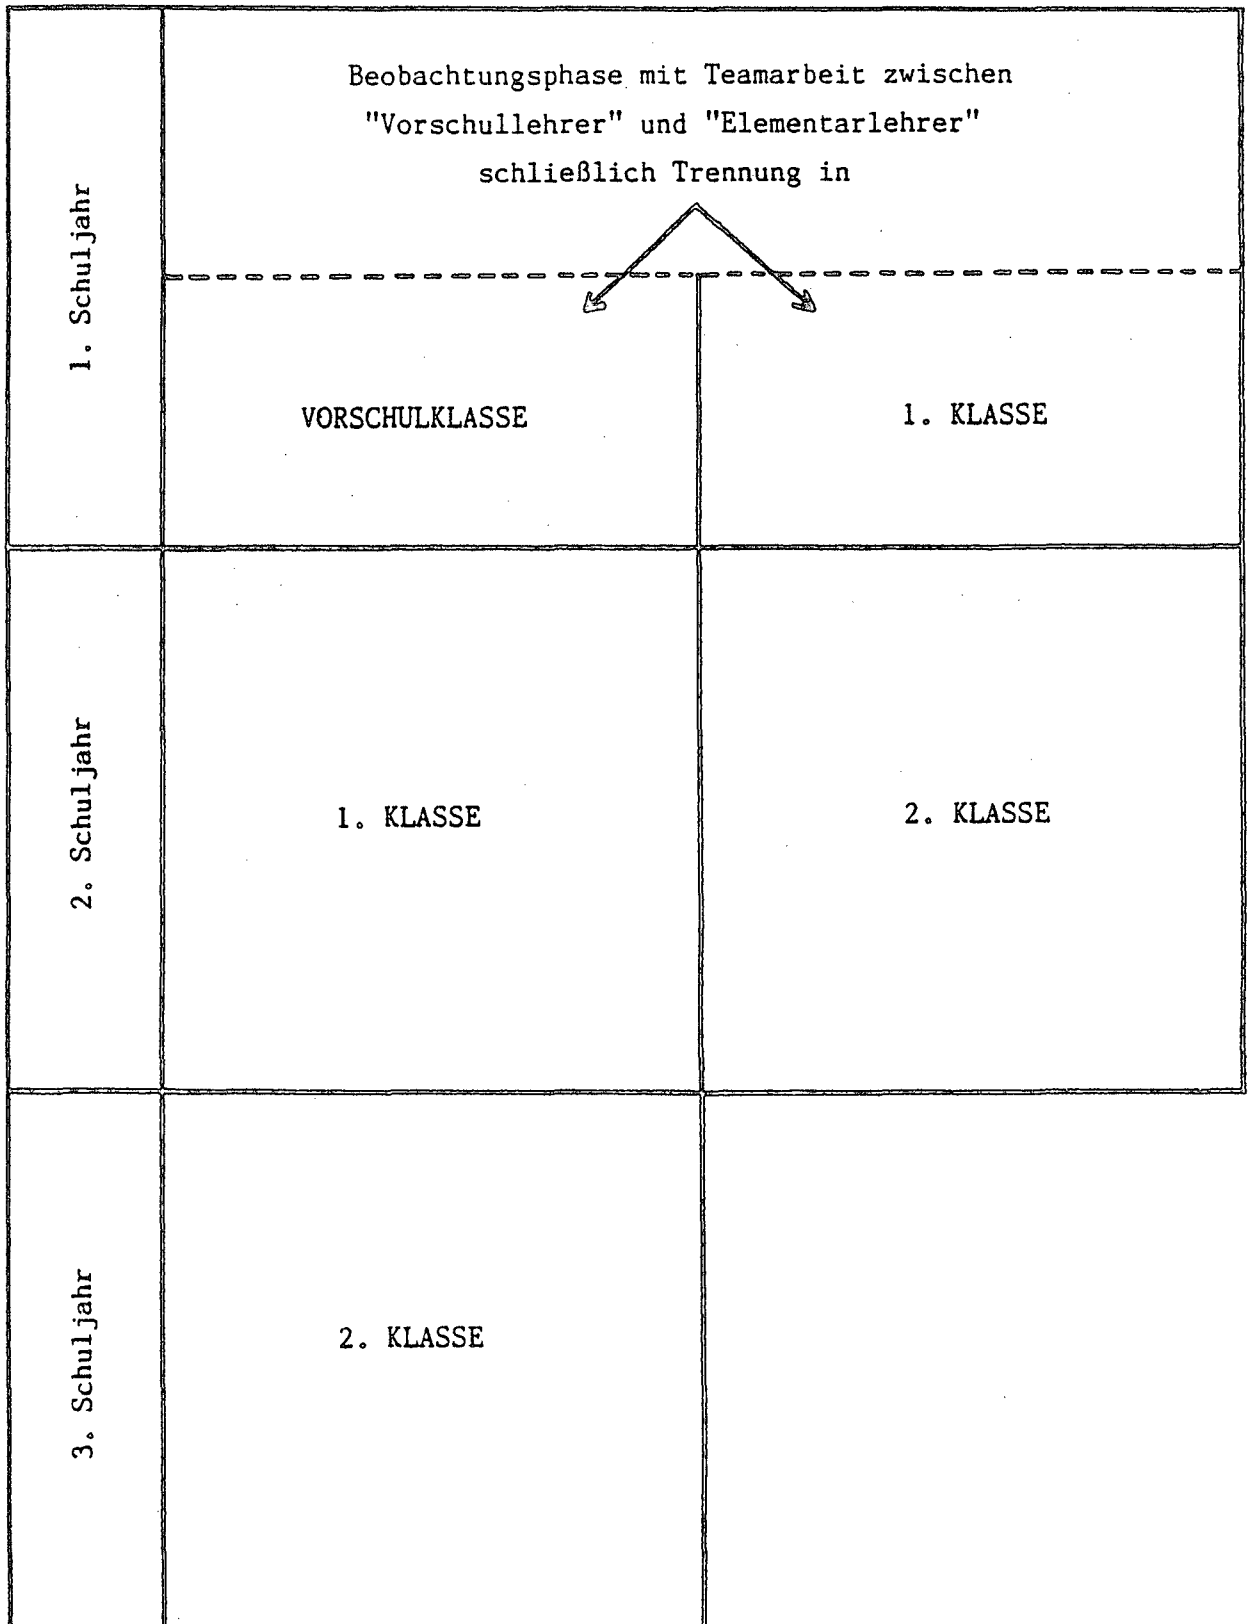 Beobachtungsphase mit Teamarbeit zwischen
"Vorschullehrer" und "Elementarlehrer"
schließlich Trennung in
1. Schuljahr
VORSCHULKLASSE
1. KLASSE
2. Schuljahr
1. KLASSE
2. KLASSE
3. Schuljahr
2. KLASSE